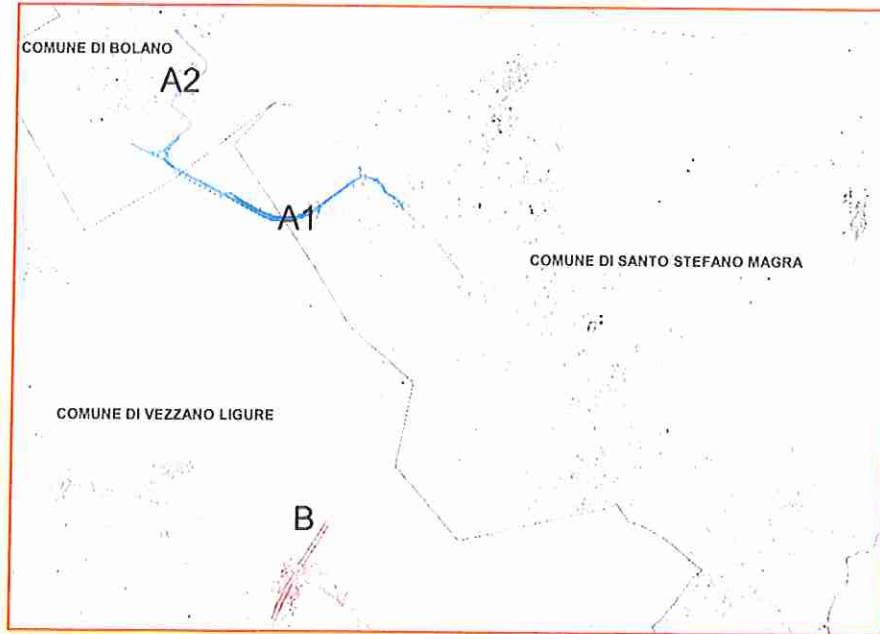 COMUNE DI BOLANO
A2
A1
COMUNE DI SANTO STEFANO MAGRA
COMUNE DI VEZZANO LIGURE
B